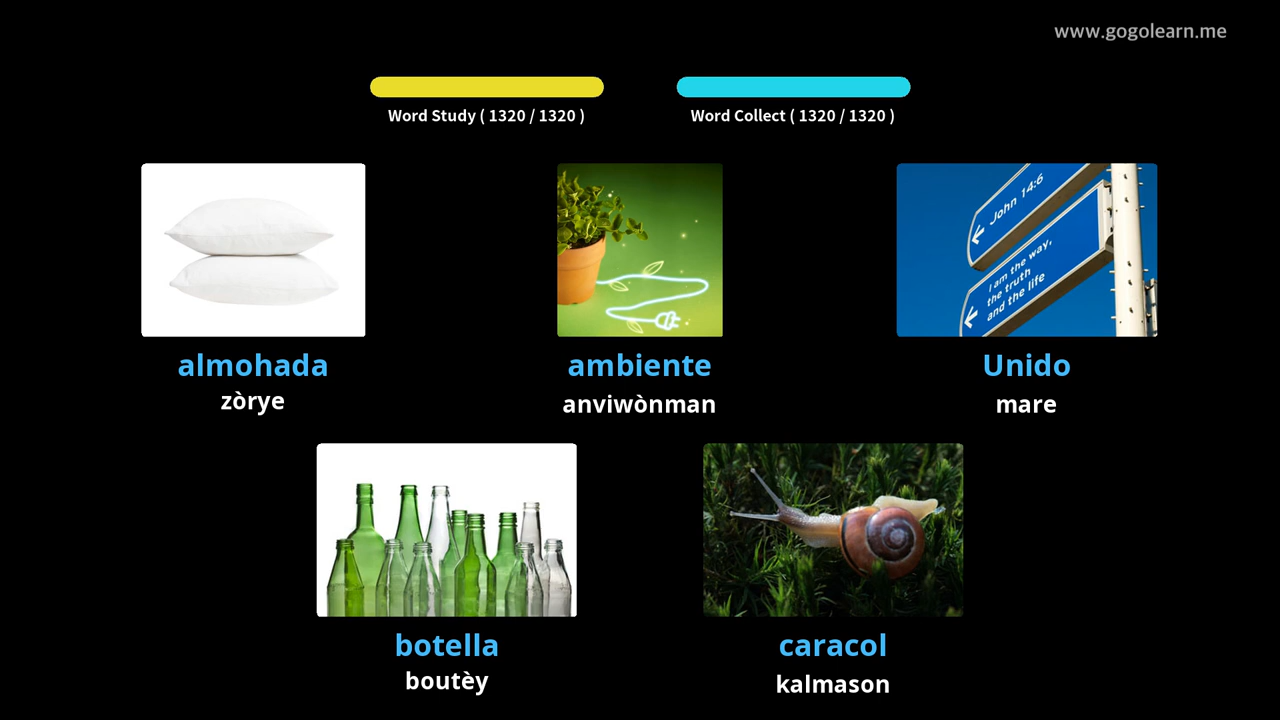 www.gogolearn.me
Word Study ( 1320 / 1320 )
Word Collect ( 1320 / 1320 )
John 14:6
I am the way,
the truth
and the life
almohada
zòrye
ambiente
anviwònman
Unido
mare
botella
boutèy
caracol
kalmason